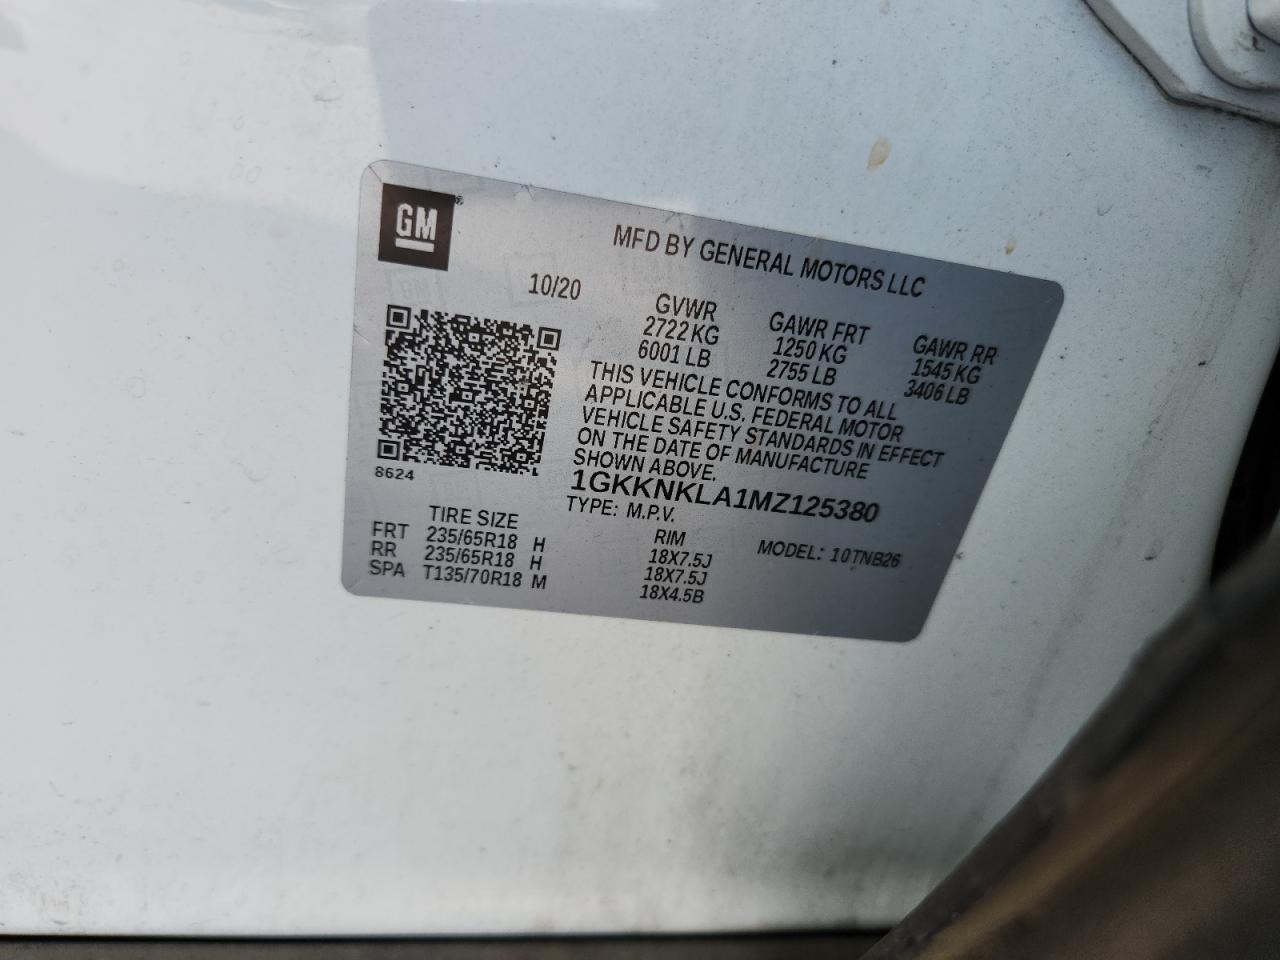 GM®
MFD BY GENERAL MOTORS LLC
10/20
GVWR GAWR FRT GAWR RR
2722 KG 1250 KG 1545 KG
6001 LB 2755 LB 3406 LB
THIS VEHICLE CONFORMS TO ALL
APPLICABLE U.S. FEDERAL MOTOR
VEHICLE SAFETY STANDARDS IN EFFECT
ON THE DATE OF MANUFACTURE
SHOWN ABOVE.
8624
1GKKNKLA1MZ125380
TYPE: M.P.V.
MODEL: 10TNB26
TIRE SIZE RIM
FRT 235/65R18 H 18X7.5J
RR 235/65R18 H 18X7.5J
SPA T135/70R18 M 18X4.5B